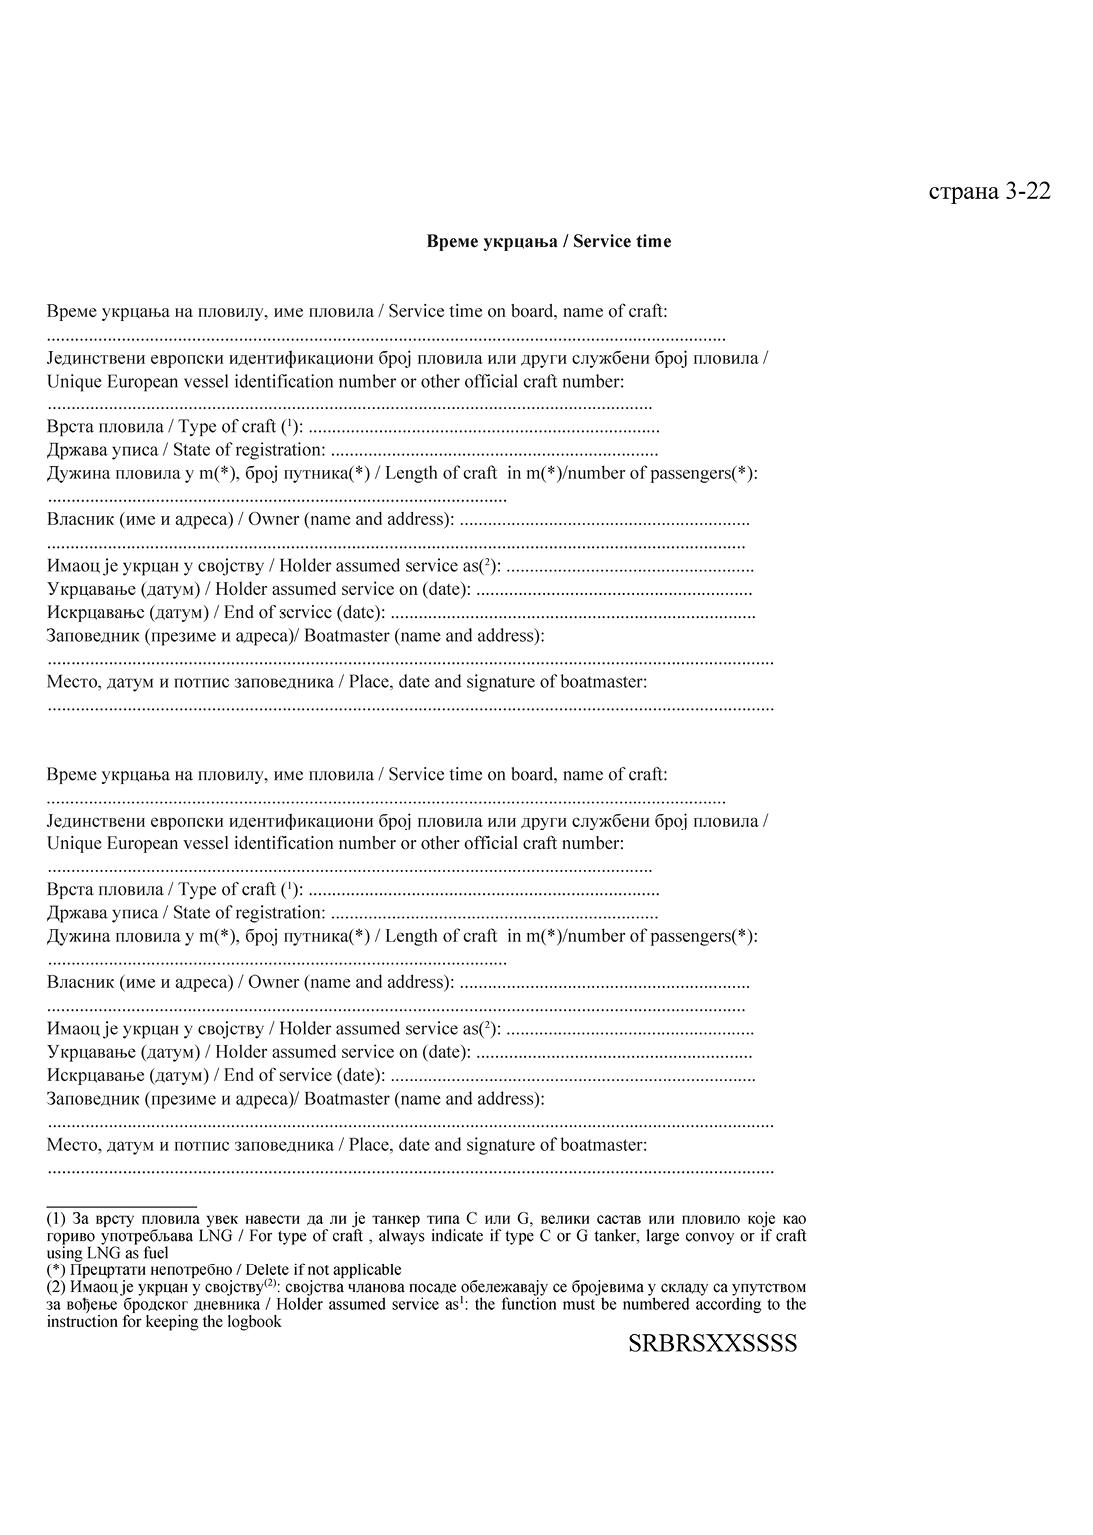 страна 3-22
Време укрцања / Service time
Време укрцања на пловилу, име пловила / Service time on board, name of craft:
..................................................................................................................................................
Јединствени европски идентификациони број пловила или други службени број пловила /
Unique European vessel identification number or other official craft number:
..................................................................................................................................
Врста пловила / Type of craft (1): ...........................................................................
Држава уписа / State of registration: ......................................................................
Дужина пловила у m(*), број путника(*) / Length of craft in m(*)/number of passengers(*):
..................................................................................................
Власник (име и адреса) / Owner (name and address): ..............................................................
......................................................................................................................................................
Имаоц је укрцан у својству / Holder assumed service as(2): .....................................................
Укрцавање (датум) / Holder assumed service on (date): ...........................................................
Искрцавање (датум) / End of service (date): ..............................................................................
Заповедник (презиме и адреса)/ Boatmaster (name and address):
............................................................................................................................................................
Место, датум и потпис заповедника / Place, date and signature of boatmaster:
............................................................................................................................................................
Време укрцања на пловилу, име пловила / Service time on board, name of craft:
..................................................................................................................................................
Јединствени европски идентификациони број пловила или други службени број пловила /
Unique European vessel identification number or other official craft number:
..................................................................................................................................
Врста пловила / Type of craft (1): ...........................................................................
Држава уписа / State of registration: ......................................................................
Дужина пловила у m(*), број путника(*) / Length of craft in m(*)/number of passengers(*):
..................................................................................................
Власник (име и адреса) / Owner (name and address): ..............................................................
......................................................................................................................................................
Имаоц је укрцан у својству / Holder assumed service as(2): .....................................................
Укрцавање (датум) / Holder assumed service on (date): ...........................................................
Искрцавање (датум) / End of service (date): ..............................................................................
Заповедник (презиме и адреса)/ Boatmaster (name and address):
............................................................................................................................................................
Место, датум и потпис заповедника / Place, date and signature of boatmaster:
............................................................................................................................................................
(1) За врсту пловила увек навести да ли је танкер типа C или G, велики састав или пловило које као
гориво употребљава LNG / For type of craft , always indicate if type C or G tanker, large convoy or if craft
using LNG as fuel
(*) Прецртати непотребно / Delete if not applicable
(2) Имаоц је укрцан у својству(2): својства чланова посаде обележавају се бројевима у складу са упутством
за вођење бродског дневника / Holder assumed service as1: the function must be numbered according to the
instruction for keeping the logbook
SRBRSXXSSSS